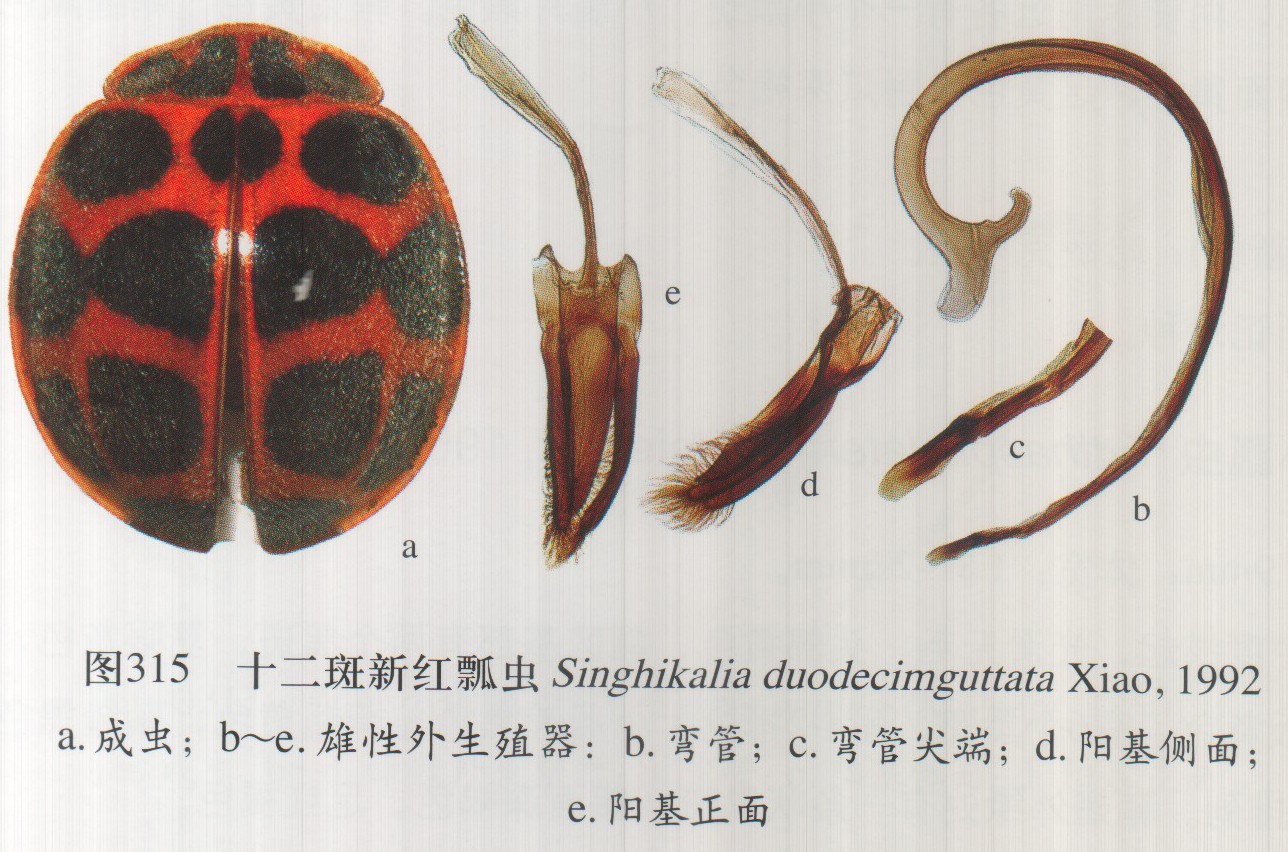 e
c
d
b
a
图315 十二斑新红瓢虫 Singhikalia duodecimguttata Xiao, 1992
a. 成虫；b～e. 雄性外生殖器：b. 弯管；c. 弯管尖端；d. 阳基侧面；
e. 阳基正面